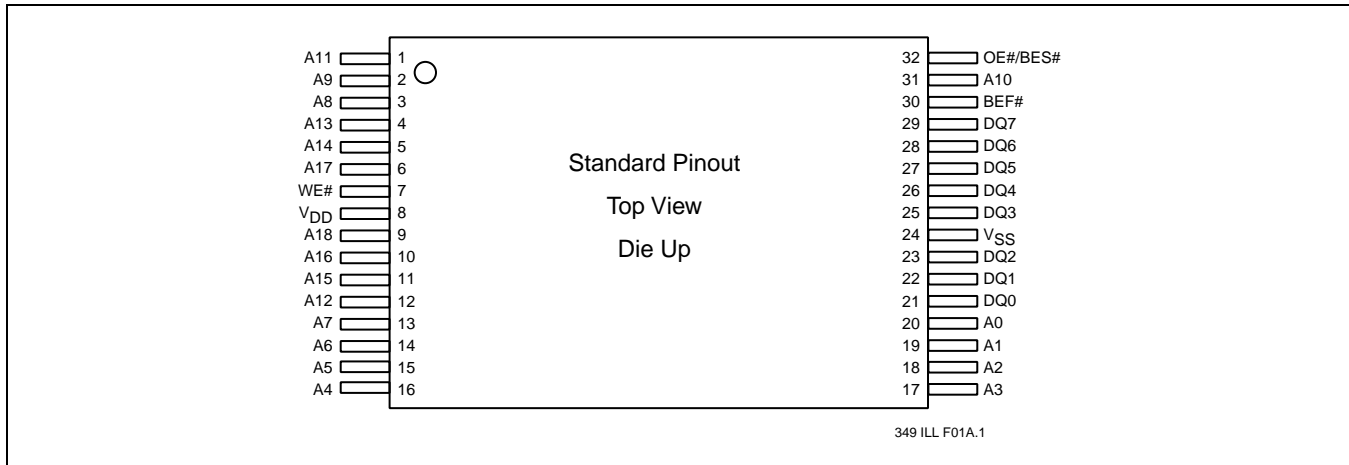 A11 1 32 OE#/BES#
A9 2 31 A10
A8 3 30 BEF#
A13 4 29 DQ7
A14 5 28 DQ6
A17 6 27 DQ5
WE# 7 26 DQ4
VDD 8 25 DQ3
A18 9 24 VSS
A16 10 23 DQ2
A15 11 22 DQ1
A12 12 21 DQ0
A7 13 20 A0
A6 14 19 A1
A5 15 18 A2
A4 16 17 A3
Standard Pinout
Top View
Die Up
349 ILL F01A.1